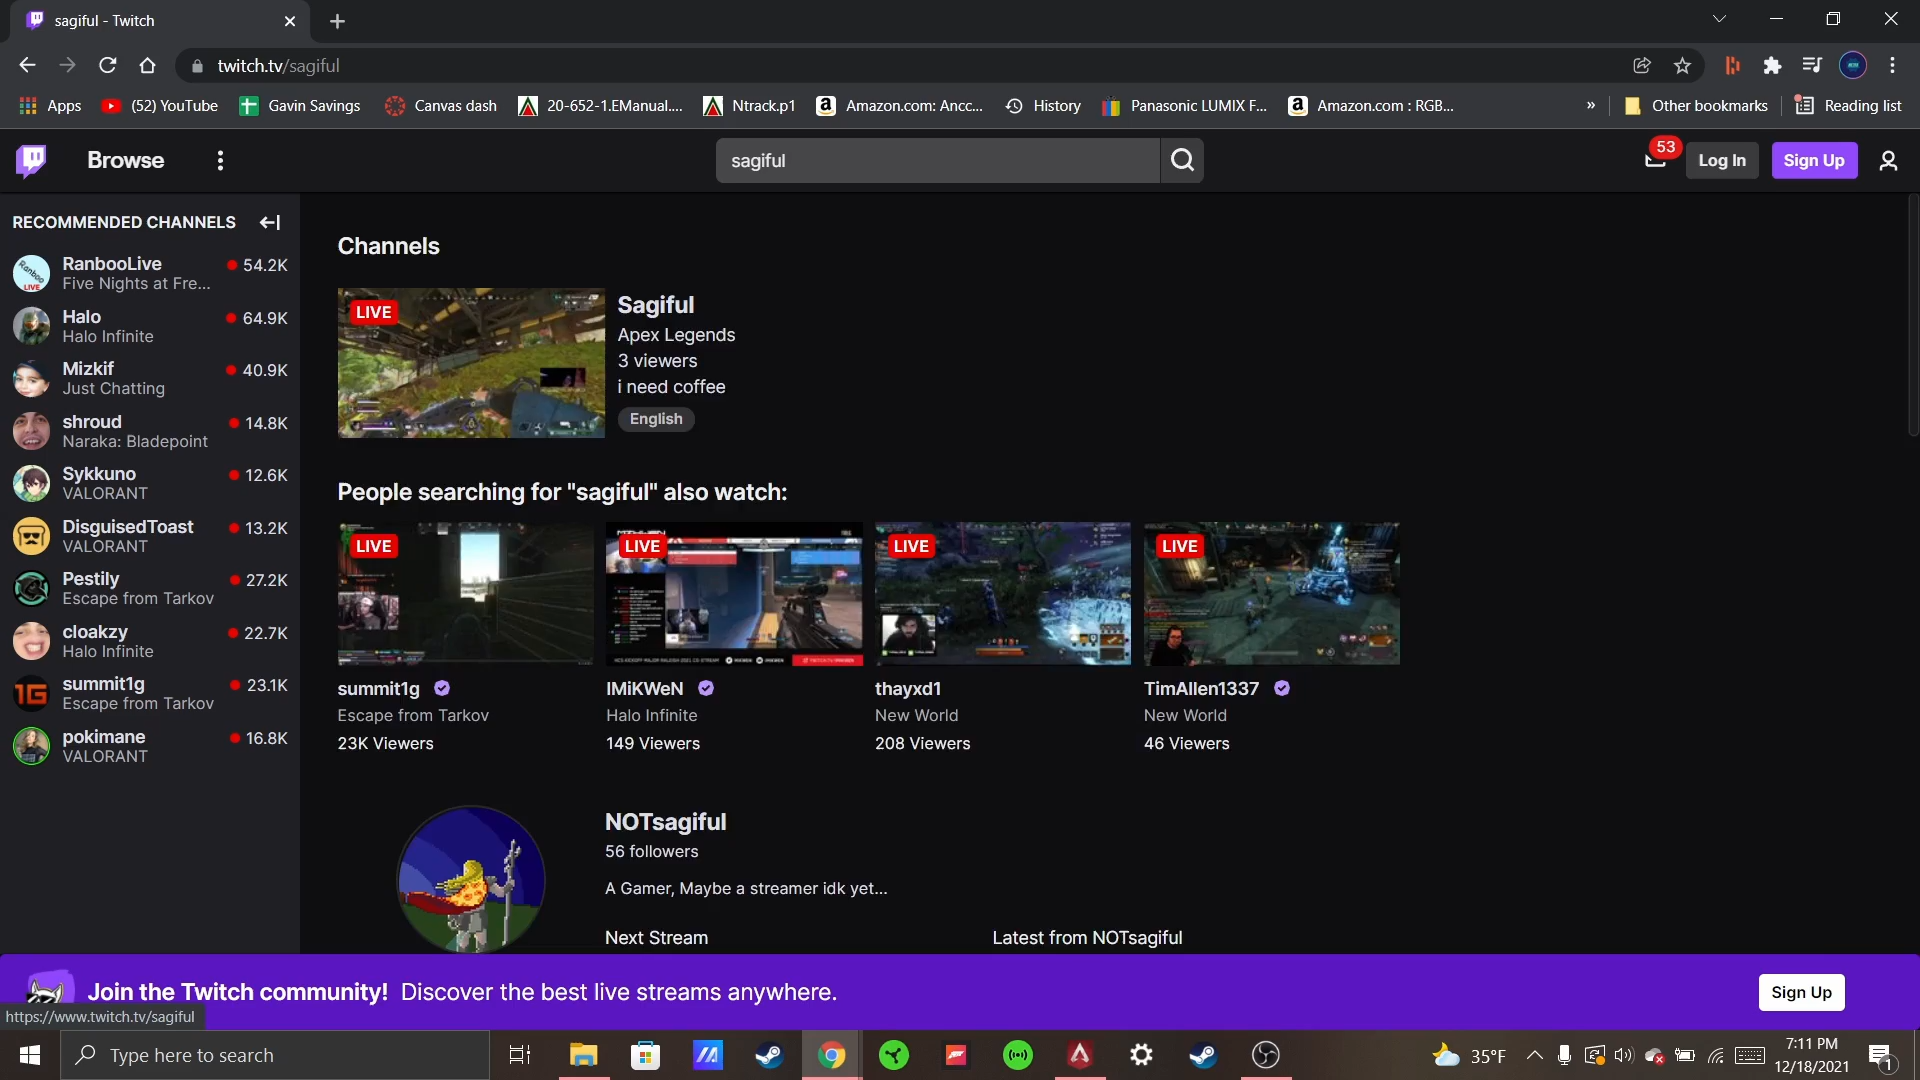 sagiful - Twitch
twitch.tv/sagiful
Apps
(52) YouTube
Gavin Savings
Canvas dash
20-652-1.EManual....
Ntrack.p1
Amazon.com: Ancc...
History
Panasonic LUMIX F...
Amazon.com : RGB...
»
Other bookmarks
Reading list
Browse
sagiful
53
Log In
Sign Up
RECOMMENDED CHANNELS
RanbooLive
54.2K
Five Nights at Fre...
Halo
64.9K
Halo Infinite
Mizkif
40.9K
Just Chatting
shroud
14.8K
Naraka: Bladepoint
Sykkuno
12.6K
VALORANT
DisguisedToast
13.2K
VALORANT
Pestily
27.2K
Escape from Tarkov
cloakzy
22.7K
Halo Infinite
summit1g
23.1K
Escape from Tarkov
pokimane
16.8K
VALORANT
Channels
LIVE
Sagiful
Apex Legends
3 viewers
i need coffee
English
People searching for "sagiful" also watch:
LIVE
LIVE
LIVE
LIVE
summit1g
Escape from Tarkov
23K Viewers
IMiKWeN
Halo Infinite
149 Viewers
thayxd1
New World
208 Viewers
TimAllen1337
New World
46 Viewers
NOTsagiful
56 followers
A Gamer, Maybe a streamer idk yet...
Next Stream
Latest from NOTsagiful
Join the Twitch community! Discover the best live streams anywhere.
Sign Up
https://www.twitch.tv/sagiful
Type here to search
35°F
7:11 PM
12/18/2021
1